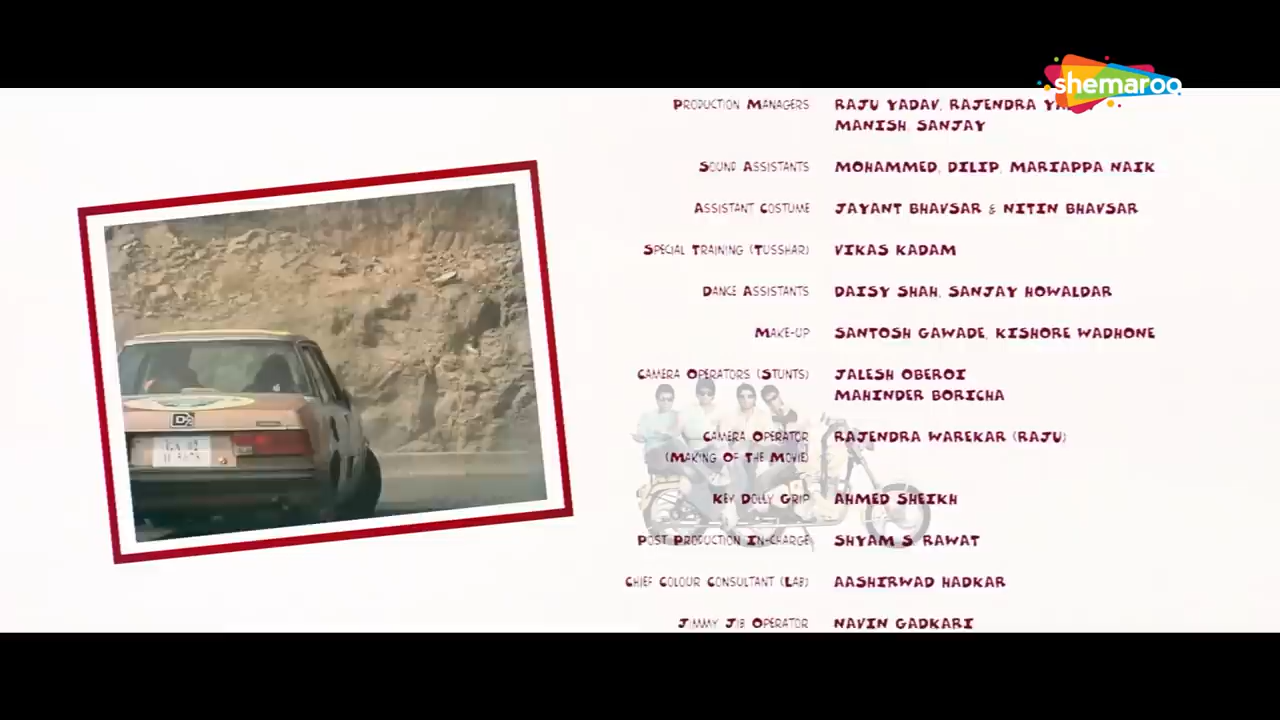 shemaroo
PRODUCTION MANAGERS RAJU YADAV, RAJENDRA
MANISH SANJAY
SOUND ASSISTANTS MOHAMMED, DILIP, MARIAPPA NAIK
ASSISTANT COSTUME JAYANT BHAVSAR & NITIN BHAVSAR
SPECIAL TRAINING (TUSSHAR) VIKAS KADAM
DANCE ASSISTANTS DAISY SHAH, SANJAY HOWALDAR
MAKE-UP SANTOSH GAWADE, KISHORE WADHONE
CAMERA OPERATORS (STUNTS) JALESH OBEROI
MAHINDER BORICHA
CAMERA OPERATOR RAJENDRA WAREKAR (RAJU)
(MAKING OF THE MOVIE)
KEY DOLLY GRIP AHMED SHEIKH
POST PRODUCTION IN-CHARGE SHYAM S RAWAT
CHIEF COLOUR CONSULTANT (LAB) AASHIRWAD HADKAR
JIMMY JIB OPERATOR NAVIN GADKARI